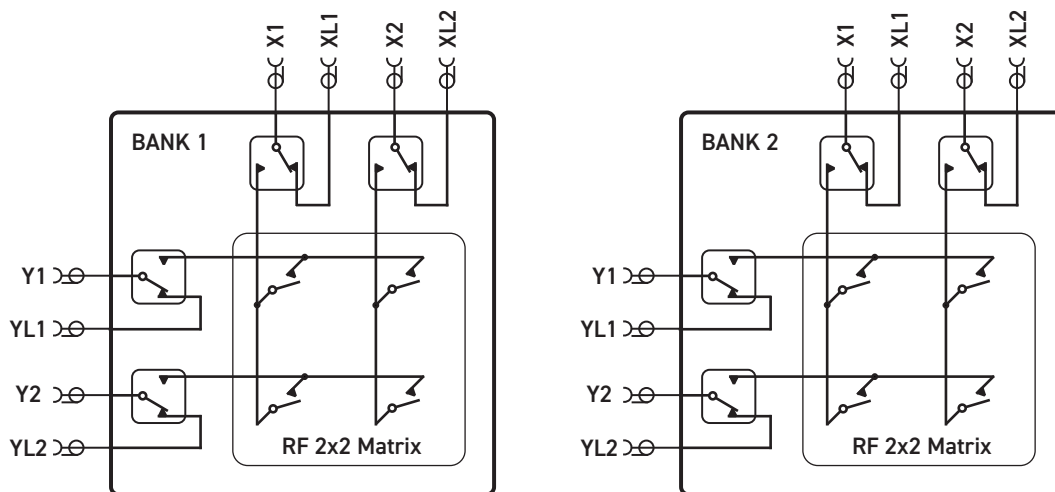 X1 XL1 X2 XL2
BANK 1
Y1
YL1
Y2
YL2
RF 2x2 Matrix
X1 XL1 X2 XL2
BANK 2
Y1
YL1
Y2
YL2
RF 2x2 Matrix